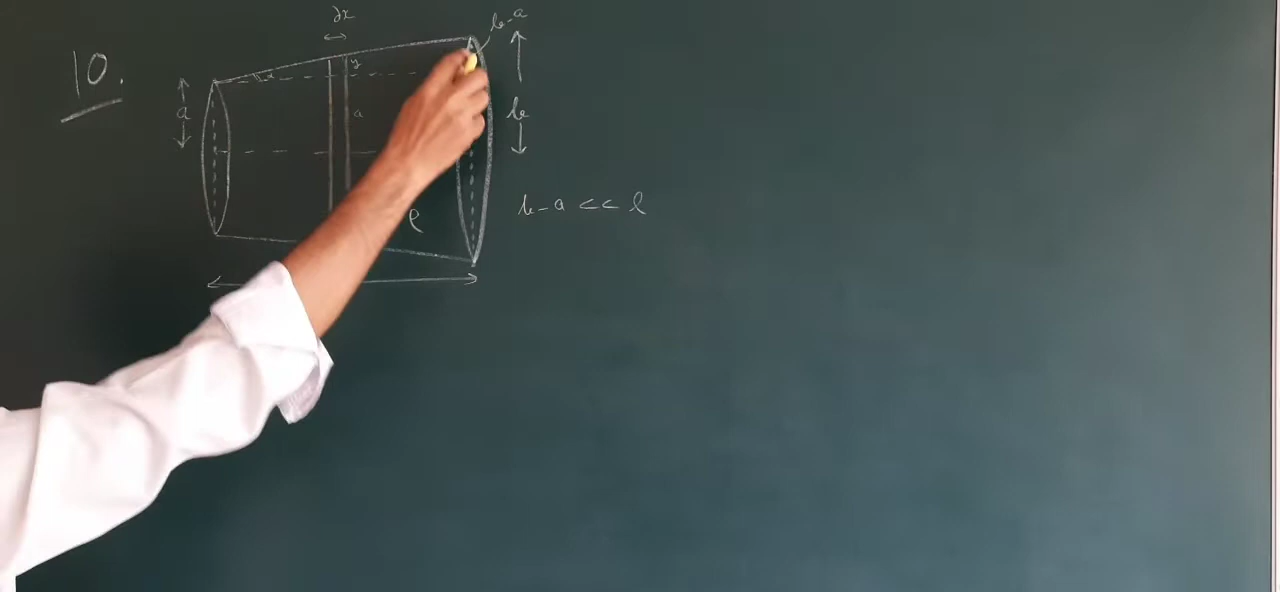 10.
dx
b-a
a
α
y
a
b
ρ
b-a << l